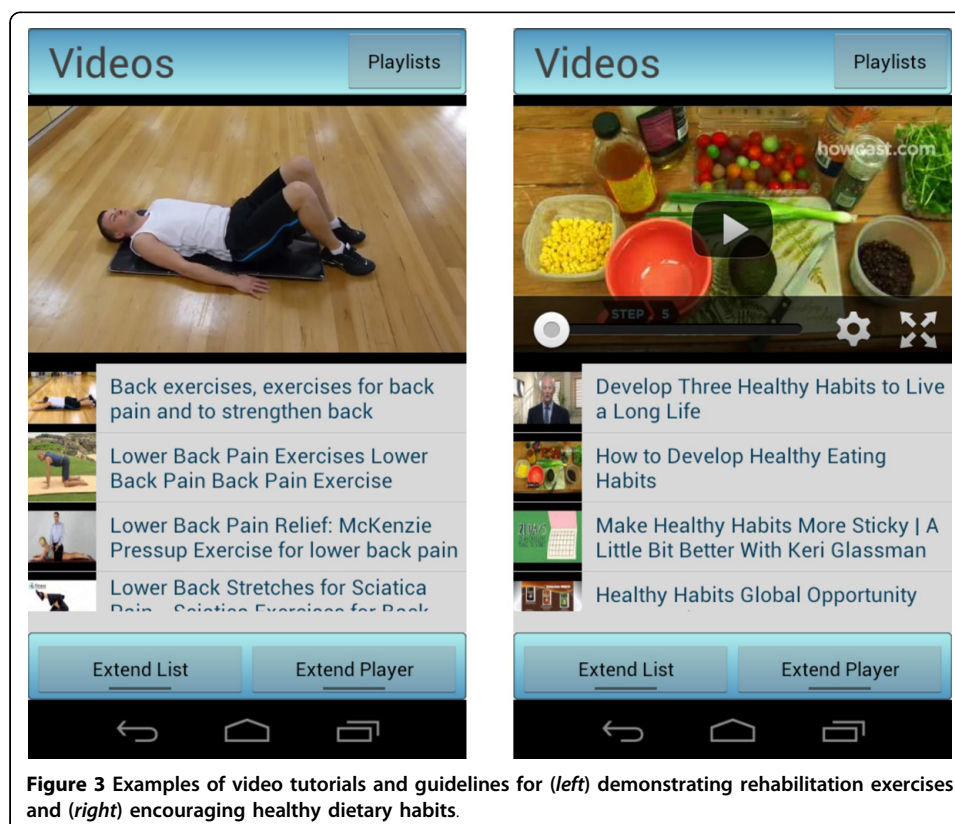 Videos
Playlists
Back exercises, exercises for back
pain and to strengthen back
Lower Back Pain Exercises Lower
Back Pain Back Pain Exercise
Lower Back Pain Relief: McKenzie
Pressup Exercise for lower back pain
Lower Back Stretches for Sciatica
Pain - Sciatica Exercises for Back
Extend List
Extend Player
Videos
Playlists
howcast.com
STEP 5
Develop Three Healthy Habits to Live
a Long Life
How to Develop Healthy Eating
Habits
Make Healthy Habits More Sticky | A
Little Bit Better With Keri Glassman
Healthy Habits Global Opportunity
Extend List
Extend Player
Figure 3 Examples of video tutorials and guidelines for (left) demonstrating rehabilitation exercises
and (right) encouraging healthy dietary habits.